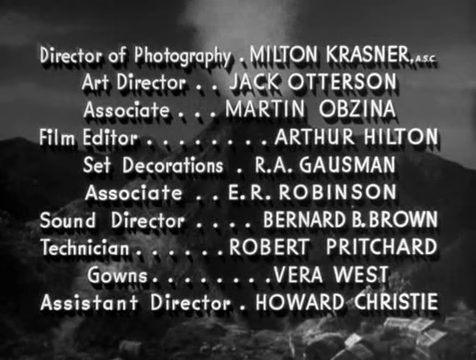 Director of Photography . MILTON KRASNER, A.S.C.
Art Director . . JACK OTTERSON
Associate . . . MARTIN OBZINA
Film Editor . . . . . . . . ARTHUR HILTON
Set Decorations . R.A. GAUSMAN
Associate . . E.R. ROBINSON
Sound Director . . . . BERNARD B. BROWN
Technician . . . . . . ROBERT PRITCHARD
Gowns . . . . . . . . VERA WEST
Assistant Director . HOWARD CHRISTIE